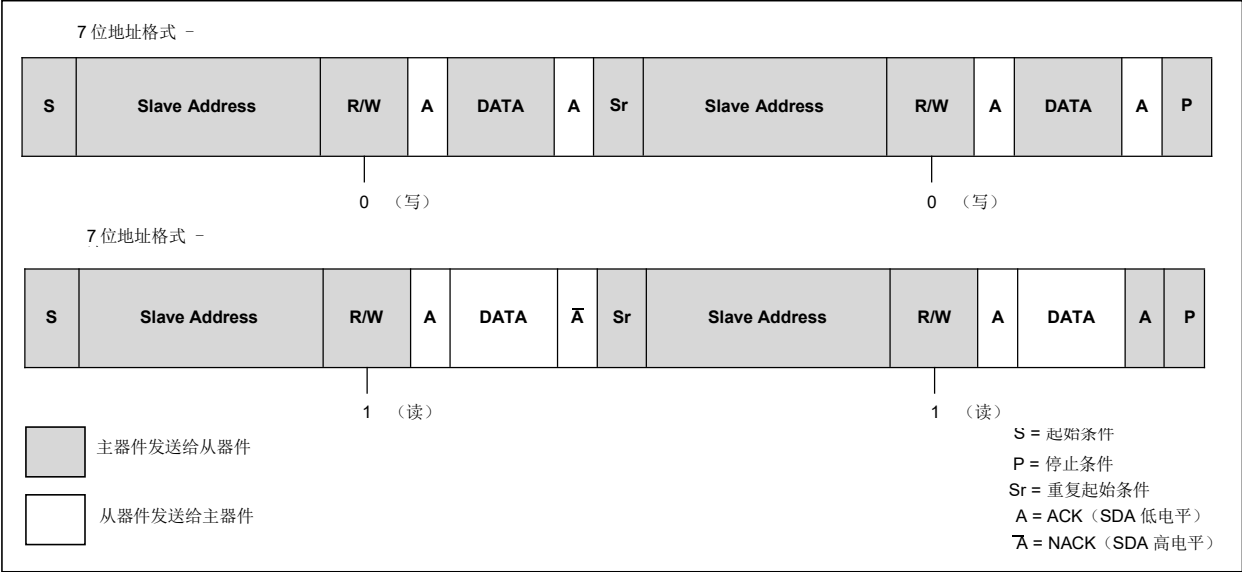 7 位地址格式 -
S Slave Address R/W A DATA A Sr Slave Address R/W A DATA A P
0 （写） 0 （写）
7 位地址格式 -
S Slave Address R/W A DATA A̅ Sr Slave Address R/W A DATA A P
1 （读） 1 （读）
主器件发送给从器件
从器件发送给主器件
S = 起始条件
P = 停止条件
Sr = 重复起始条件
A = ACK（SDA 低电平）
A̅ = NACK（SDA 高电平）